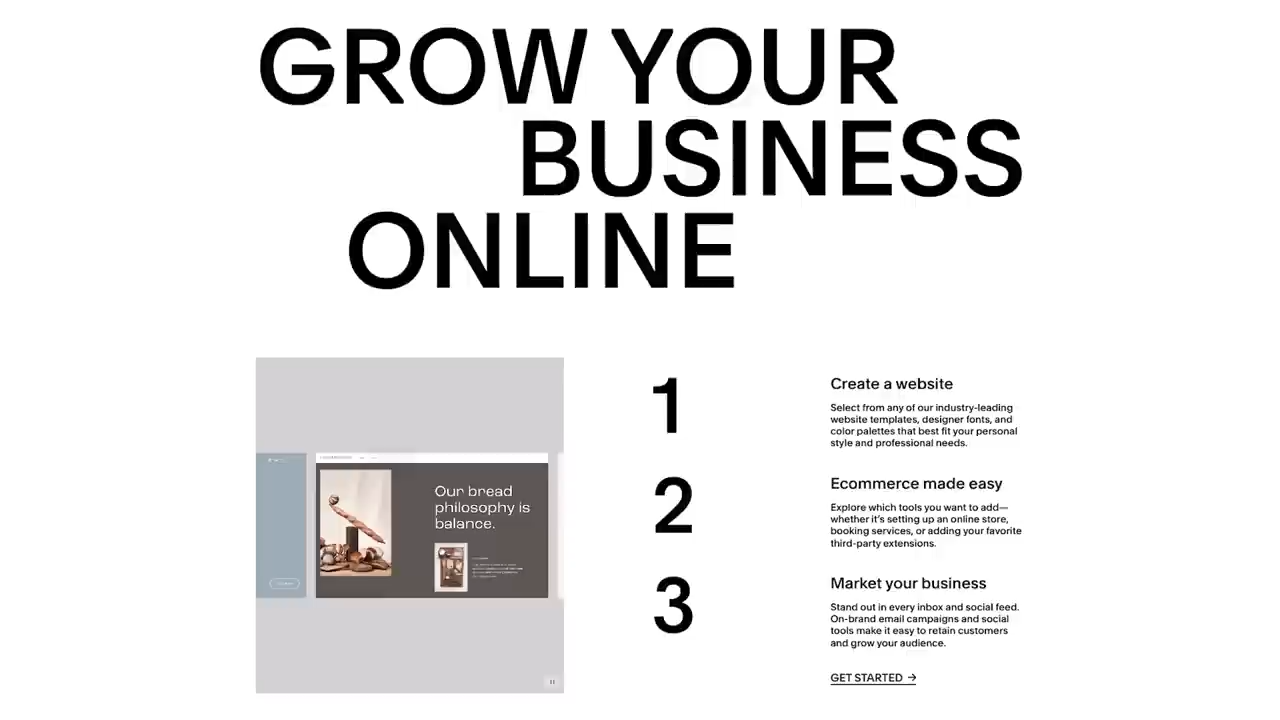 GROW YOUR
BUSINESS
ONLINE
Our bread
philosophy is
balance.
1
Create a website
Select from any of our industry-leading
website templates, designer fonts, and
color palettes that best fit your personal
style and professional needs.
2
Ecommerce made easy
Explore which tools you want to add—
whether it's setting up an online store,
booking services, or adding your favorite
third-party extensions.
3
Market your business
Stand out in every inbox and social feed.
On-brand email campaigns and social
tools make it easy to retain customers
and grow your audience.
GET STARTED →